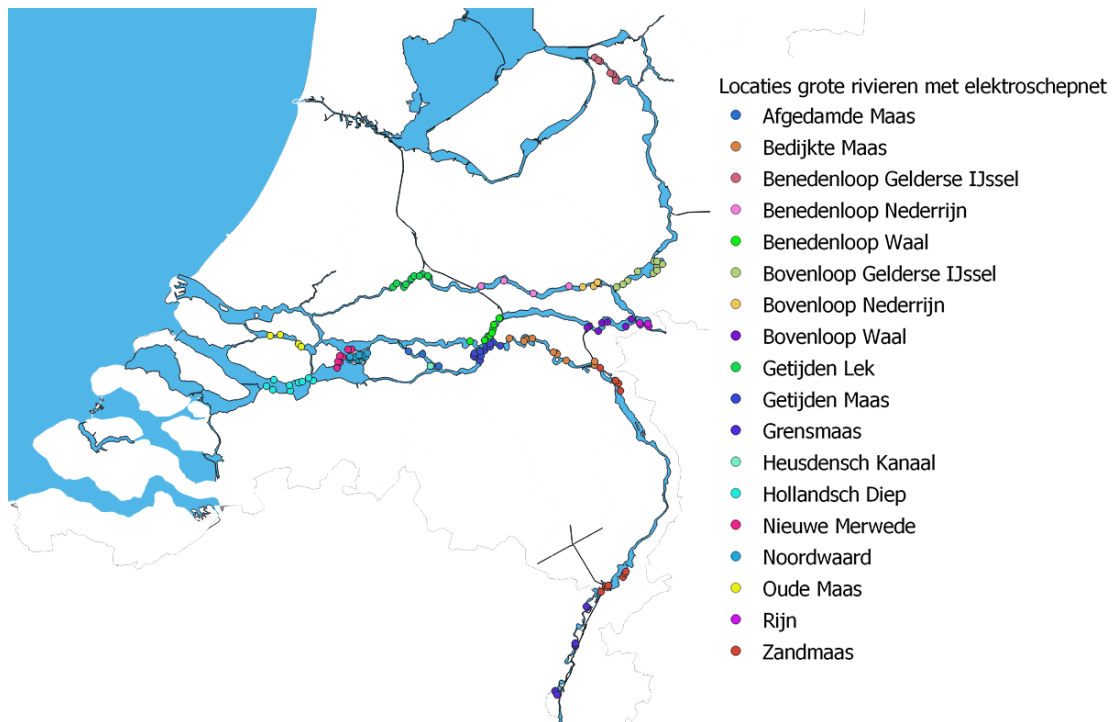 Locaties grote rivieren met elektroschepnet
Afgedamde Maas
Bedijkte Maas
Benedenloop Gelderse IJssel
Benedenloop Nederrijn
Benedenloop Waal
Bovenloop Gelderse IJssel
Bovenloop Nederrijn
Bovenloop Waal
Getijden Lek
Getijden Maas
Grensmaas
Heusdensch Kanaal
Hollandsch Diep
Nieuwe Merwede
Noordwaard
Oude Maas
Rijn
Zandmaas